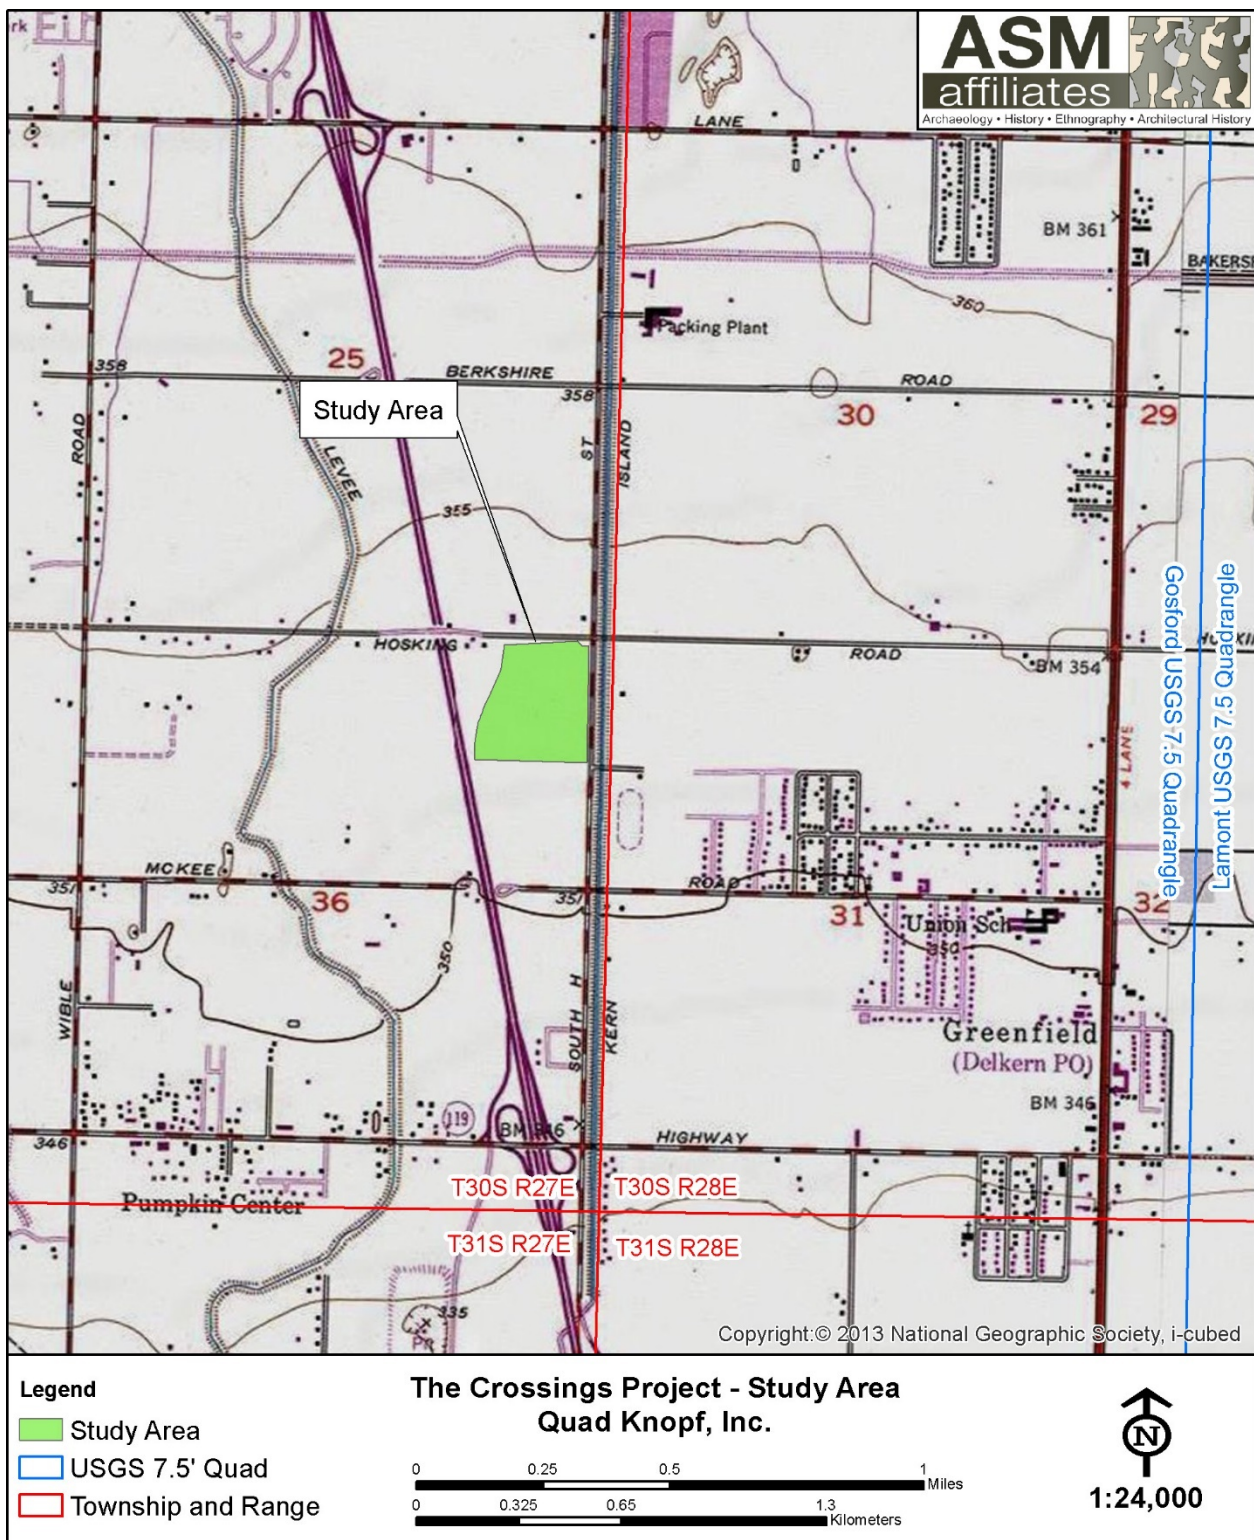 rk
ASM
affiliates
Archaeology • History • Ethnography • Architectural History
LANE
BM 361
BAKERSF
360
Packing Plant
358
25
BERKSHIRE
358
ROAD
30
29
Study Area
ROAD
LEVEE
ST
ISLAND
355
Gosford USGS 7.5 Quadrangle
Lamont USGS 7.5 Quadrangle
HOSKING
ROAD
BM 354
4 LANE
MCKEE
351
36
351
ROAD
31
32
Union Sch
350
350
WIBLE
SOUTH H
KERN
Greenfield
(Delkern PO)
BM 346
119
BM 346
346
HIGHWAY
Pumpkin Center
T30S R27E
T30S R28E
T31S R27E
T31S R28E
335
Copyright:© 2013 National Geographic Society, i-cubed
Legend
Study Area
USGS 7.5' Quad
Township and Range
The Crossings Project - Study Area
Quad Knopf, Inc.
0 0.25 0.5 1
Miles
0 0.325 0.65 1.3
Kilometers
N
1:24,000